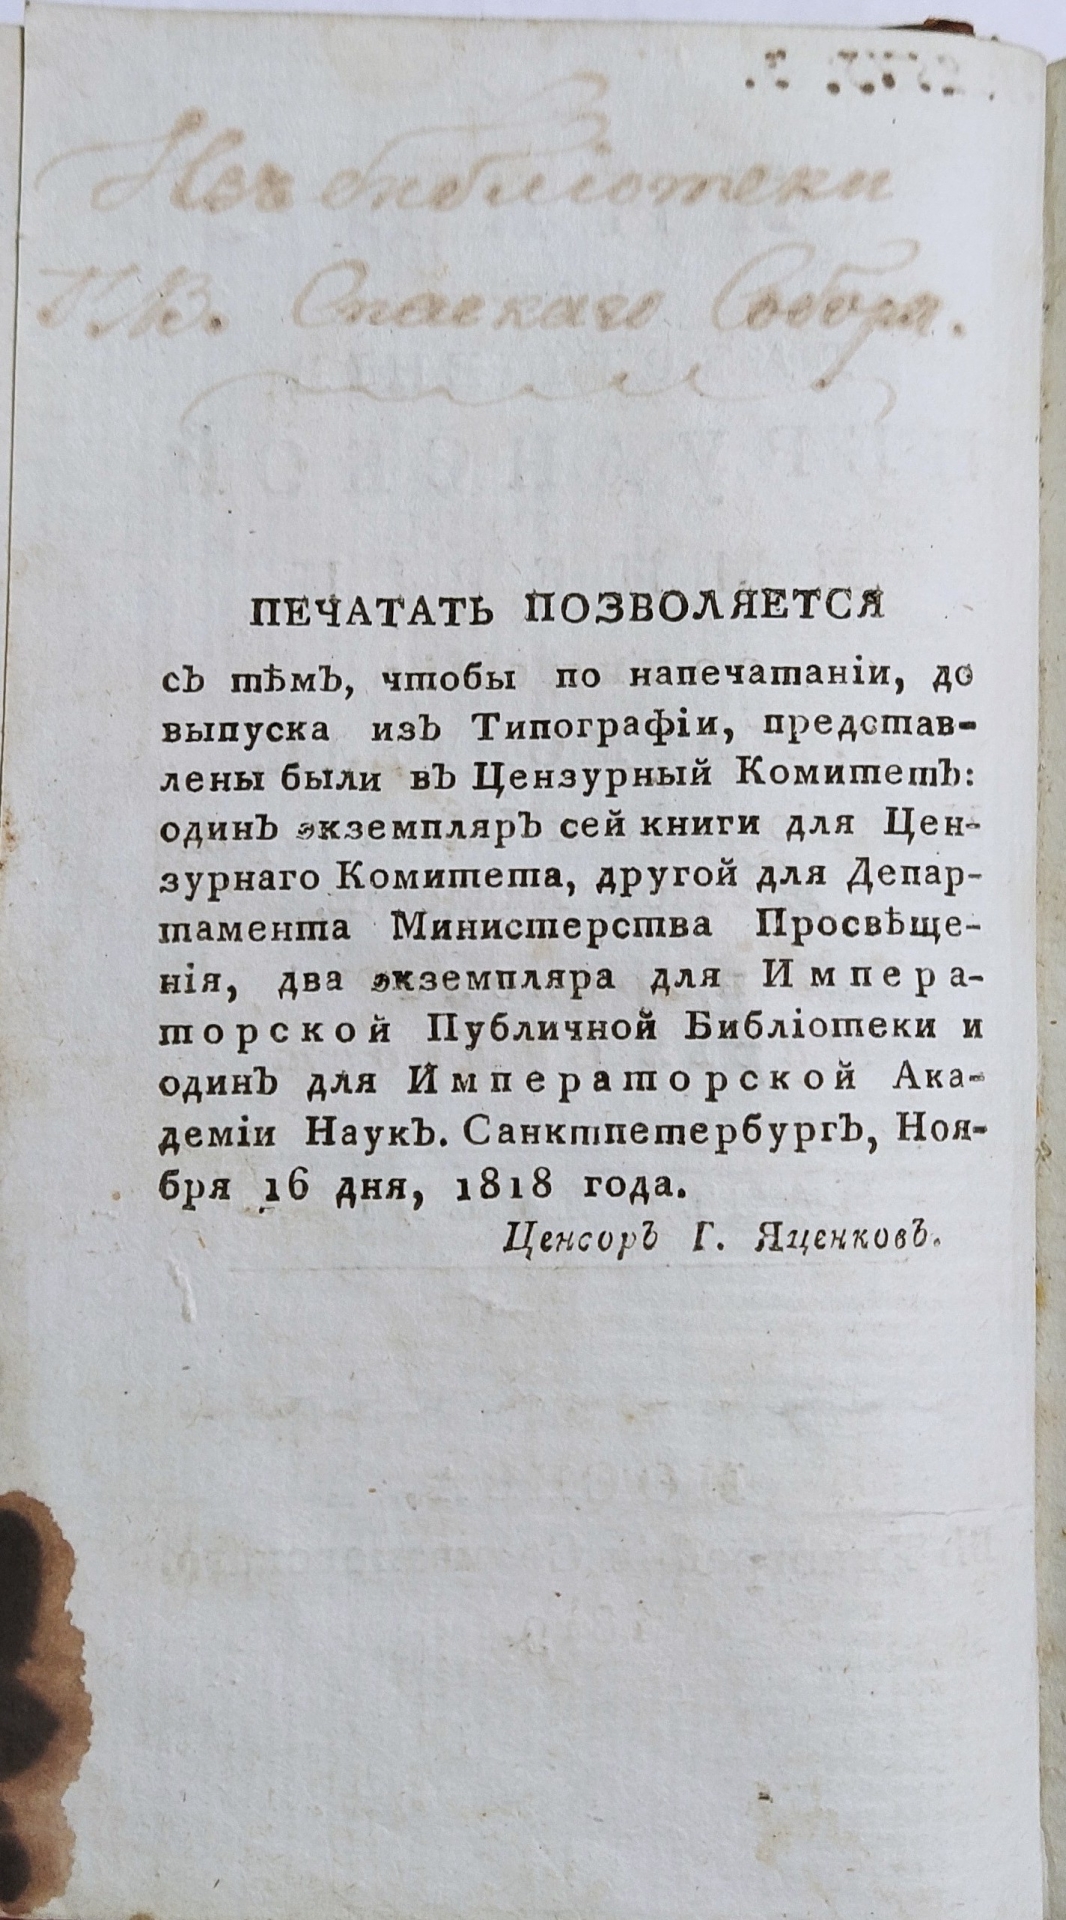 Изъ библіотеки
Г.В. Спаскаго Собора.
ПЕЧАТАТЬ ПОЗВОЛЯЕТСЯ
съ тѣмъ, чтобы по напечатаніи, до
выпуска изъ Типографіи, представ-
лены были въ Цензурный Комитетъ:
одинъ экземпляръ сей книги для Цен-
зурнаго Комитета, другой для Депар-
тамента Министерства Просвѣще-
нія, два экземпляра для Импера-
торской Публичной Библіотеки и
одинъ для Императорской Ака-
деміи Наукъ. Санктпетербургъ, Ноя-
бря 16 дня, 1818 года.
Ценсоръ Г. Яценковъ.